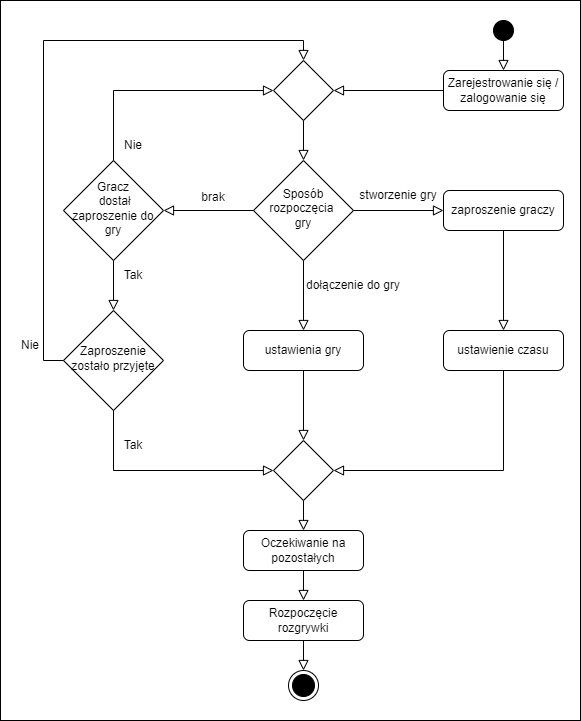 Zarejestrowanie się /
zalogowanie się
Nie
Gracz
dostał
zaproszenie do
gry
brak
Sposób
rozpoczęcia
gry
stworzenie gry
zaproszenie graczy
Tak
dołączenie do gry
Nie
Zaproszenie
zostało przyjęte
ustawienia gry
ustawienie czasu
Tak
Oczekiwanie na
pozostałych
Rozpoczęcie
rozgrywki